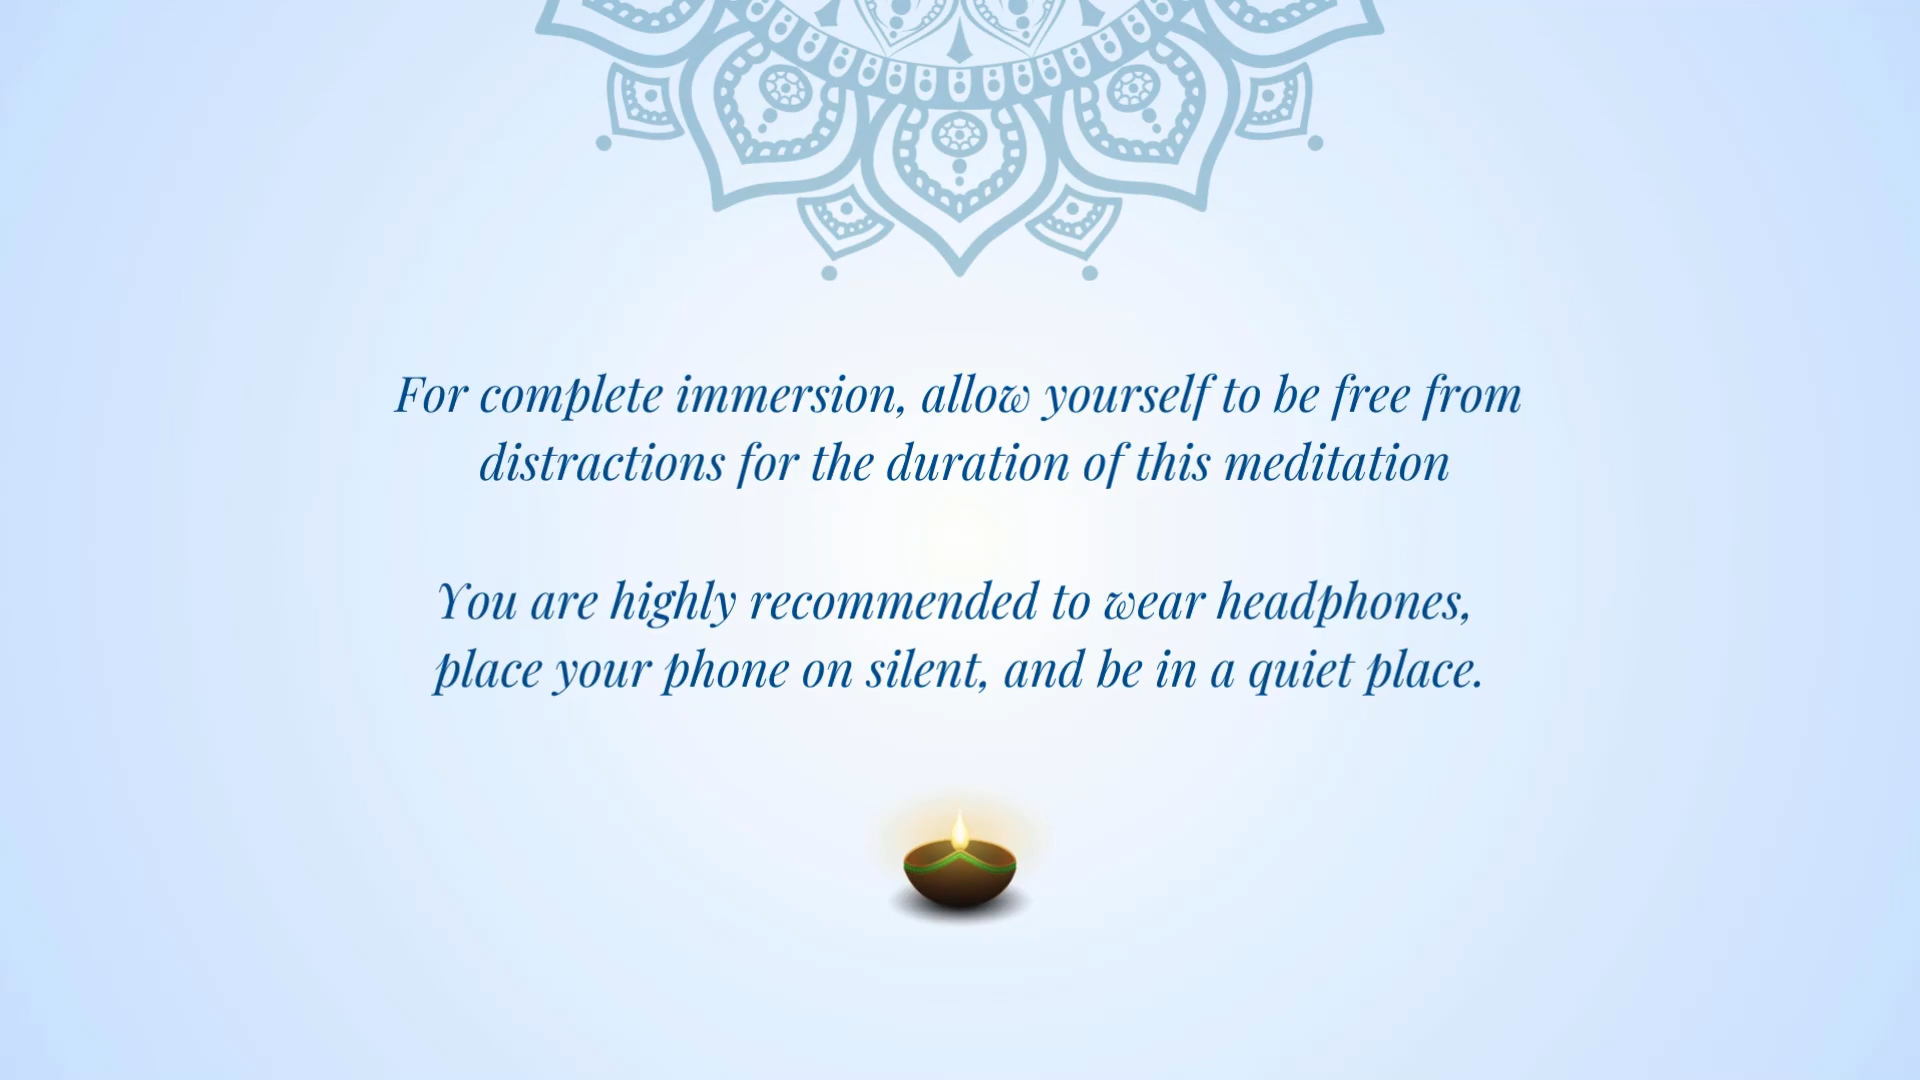 For complete immersion, allow yourself to be free from
distractions for the duration of this meditation
You are highly recommended to wear headphones,
place your phone on silent, and be in a quiet place.